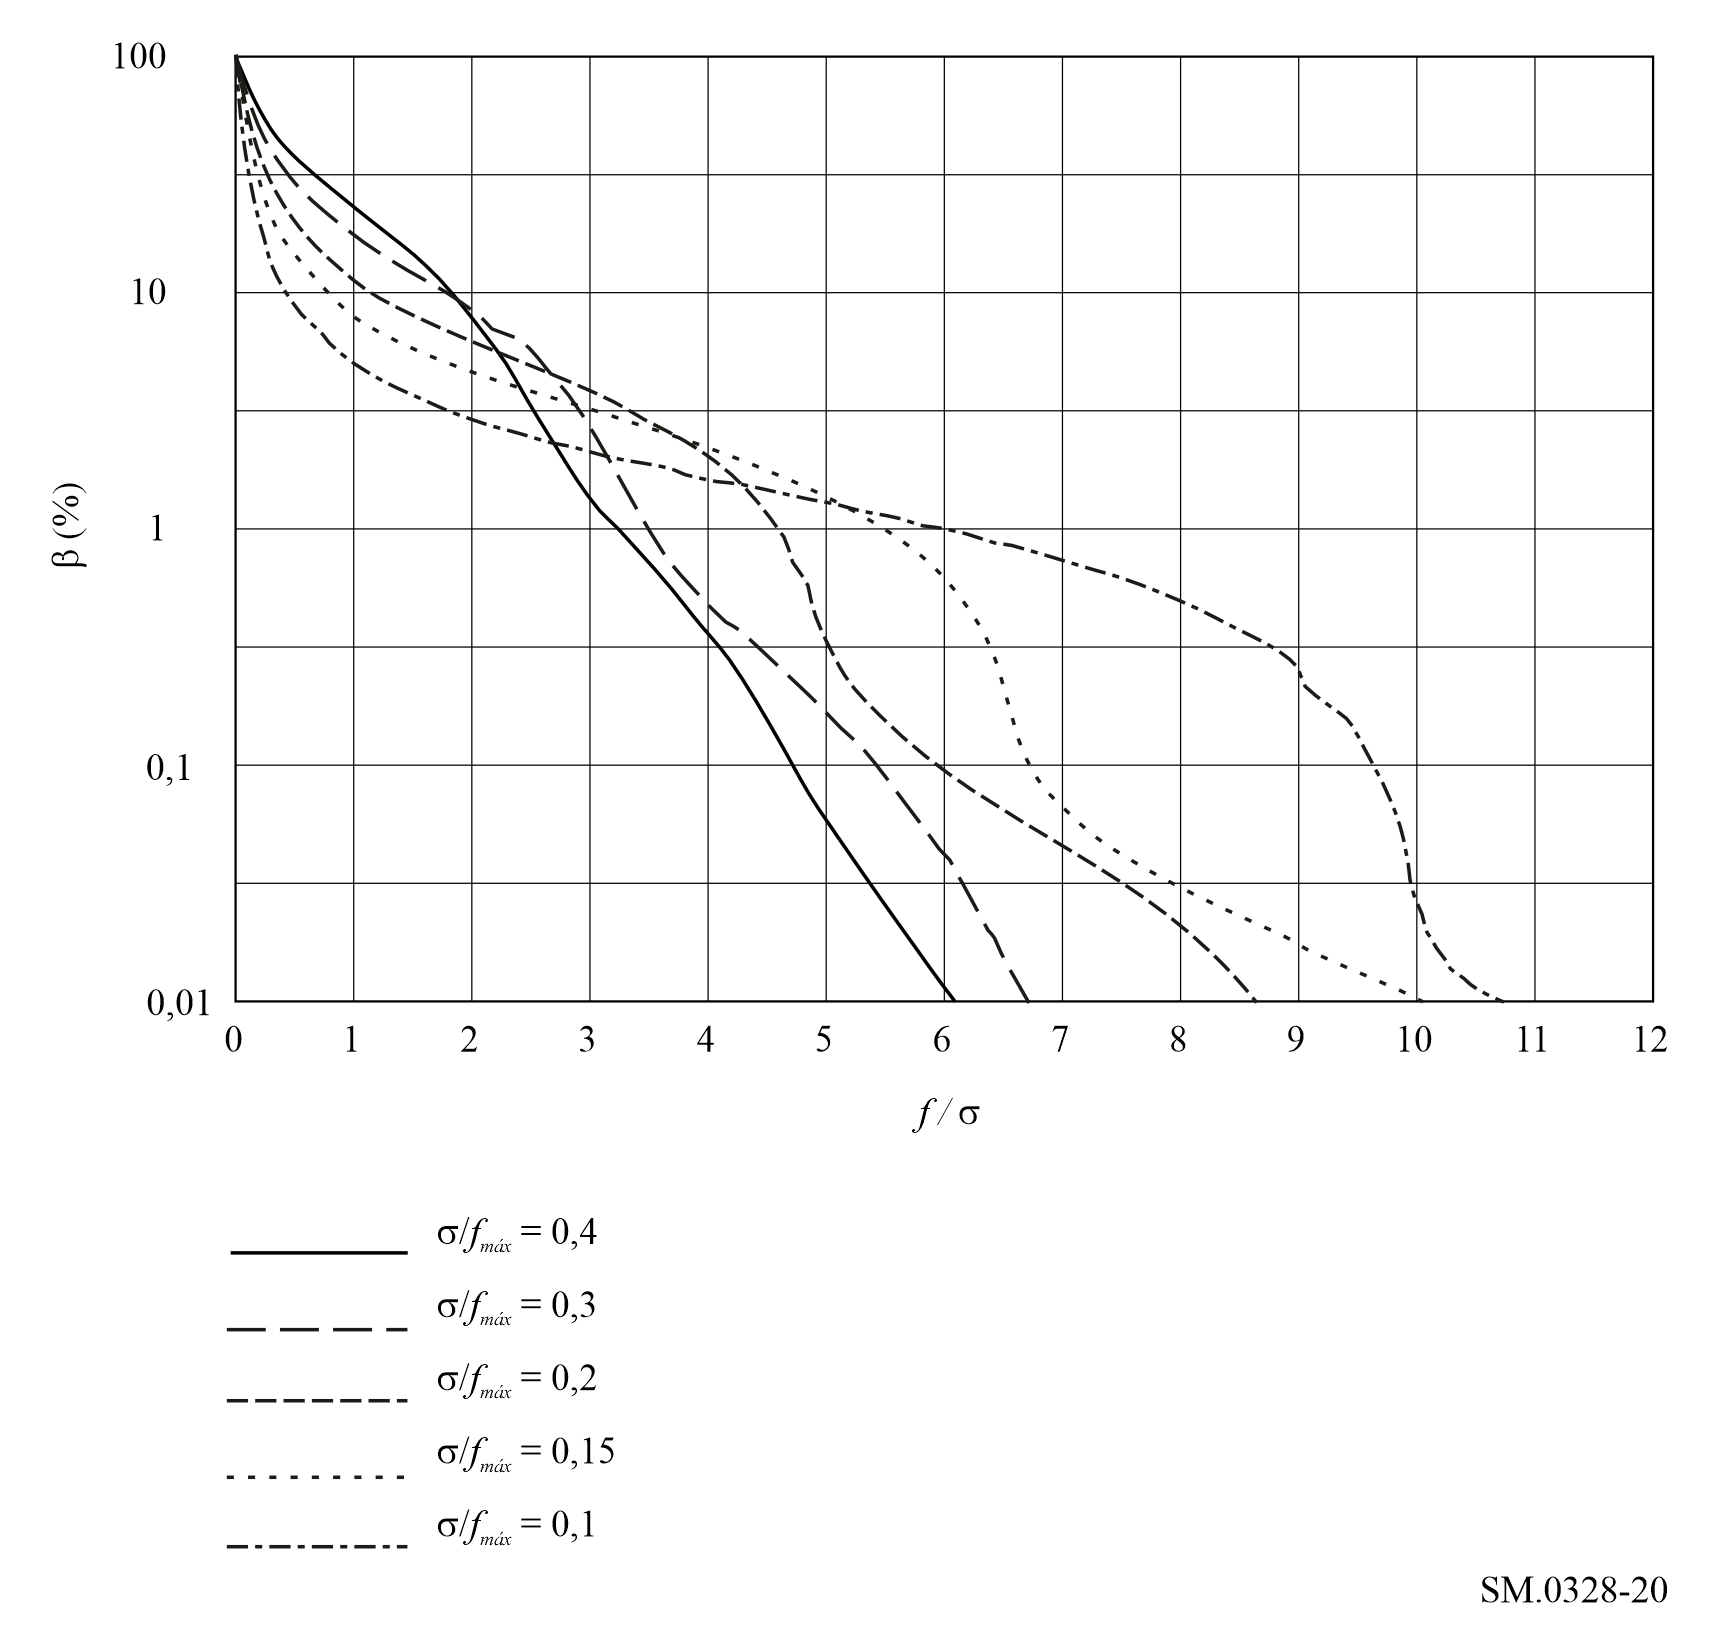 100
10
1
0,1
0,01
β (%)
0 1 2 3 4 5 6 7 8 9 10 11 12
f / σ
σ/fmáx = 0,4
σ/fmáx = 0,3
σ/fmáx = 0,2
σ/fmáx = 0,15
σ/fmáx = 0,1
SM.0328-20